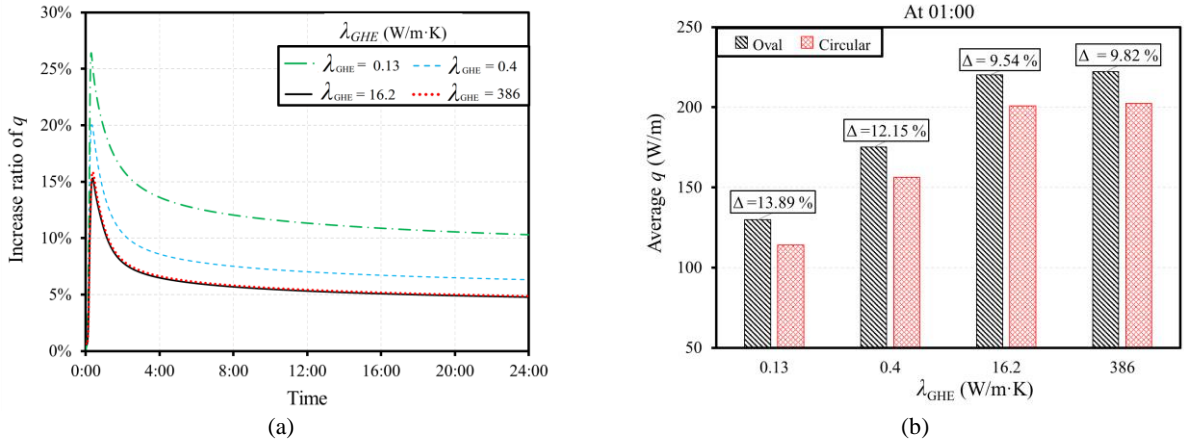 λGHE (W/m·K)
λGHE = 0.13
λGHE = 0.4
λGHE = 16.2
λGHE = 386
30%
25%
20%
15%
10%
5%
0%
Increase ratio of q
0:00 4:00 8:00 12:00 16:00 20:00 24:00
Time
(a)
At 01:00
Oval Circular
250
200
150
100
50
Average q (W/m)
Δ =13.89 %
Δ =12.15 %
Δ = 9.54 %
Δ = 9.82 %
0.13 0.4 16.2 386
λGHE (W/m·K)
(b)